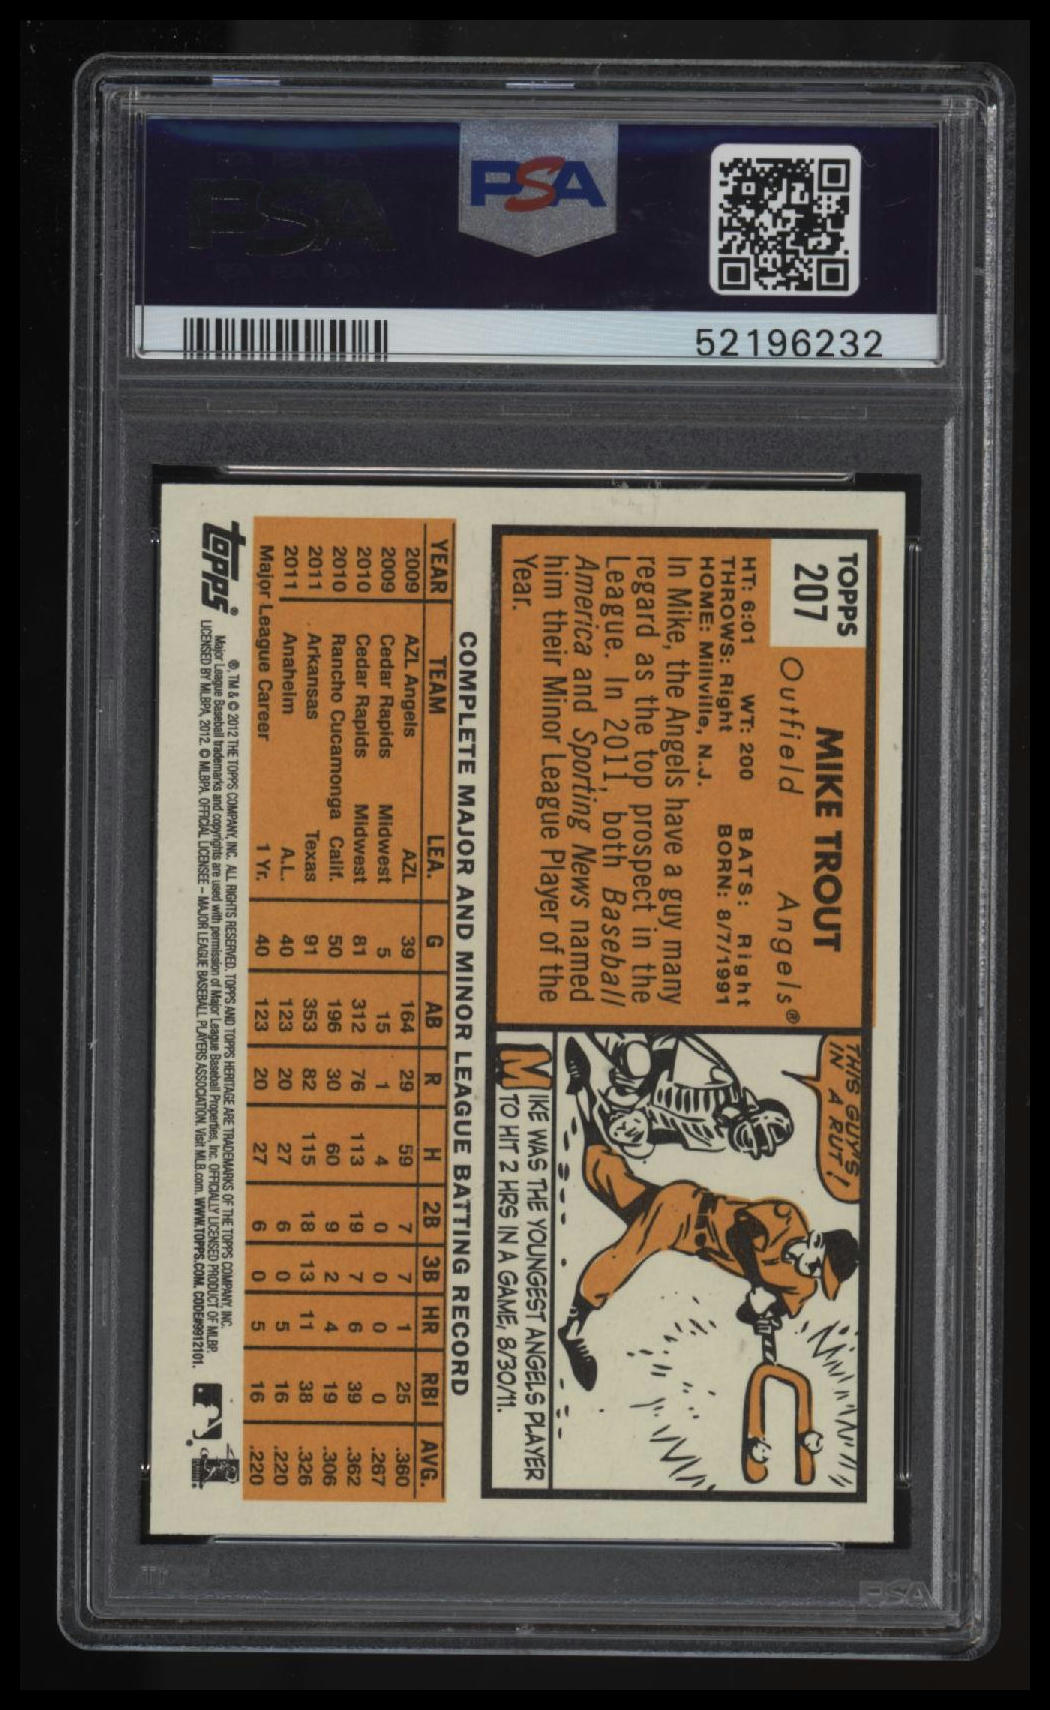 PSA
PSA
52196232
TOPPS
207
MIKE TROUT
Outfield Angels®
HT: 6:01 WT: 200 BATS: Right
THROWS: Right BORN: 8/7/1991
HOME: Millville, N.J.
In Mike, the Angels have a guy many
regard as the top prospect in the
League. In 2011, both Baseball
America and Sporting News named
him their Minor League Player of the
Year.
THIS GUY'S
IN A RUT!
MIKE WAS THE YOUNGEST ANGELS PLAYER
TO HIT 2 HRS IN A GAME, 8/30/11.
COMPLETE MAJOR AND MINOR LEAGUE BATTING RECORD
YEAR TEAM LEA. G AB R H 2B 3B HR RBI AVG.
2009 AZL Angels AZL 39 164 29 59 7 7 1 25 .360
2009 Cedar Rapids Midwest 5 15 1 4 0 0 0 0 .267
2010 Cedar Rapids Midwest 81 312 76 113 19 7 6 39 .362
2010 Rancho Cucamonga Calif. 50 196 30 60 9 2 4 19 .306
2011 Arkansas Texas 91 353 82 115 18 13 11 38 .326
2011 Anaheim A.L. 40 123 20 27 6 0 5 16 .220
Major League Career 1 Yr. 40 123 20 27 6 0 5 16 .220
topps®
®, TM & © 2012 THE TOPPS COMPANY, INC. ALL RIGHTS RESERVED. TOPPS AND TOPPS HERITAGE ARE TRADEMARKS OF THE TOPPS COMPANY, INC.
Major League Baseball trademarks and copyrights are used with permission of Major League Baseball Properties, Inc. OFFICIALLY LICENSED PRODUCT OF MLBP.
LICENSED BY MLBPA, 2012. © MLBPA, OFFICIAL LICENSEE – MAJOR LEAGUE BASEBALL PLAYERS ASSOCIATION. Visit MLB.com. WWW.TOPPS.COM. CODE#9912101.
PSA